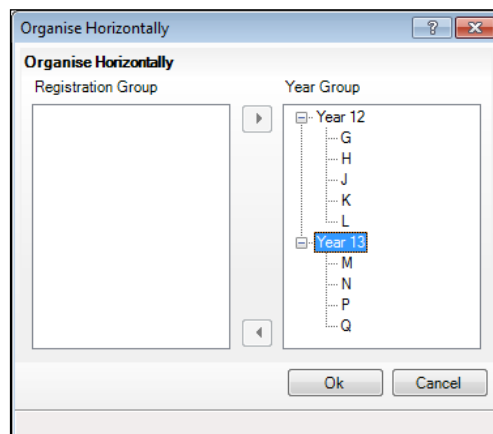 Organise Horizontally
?
Organise Horizontally
Registration Group
Year Group
Year 12
G
H
J
K
L
Year 13
M
N
P
Q
Ok
Cancel